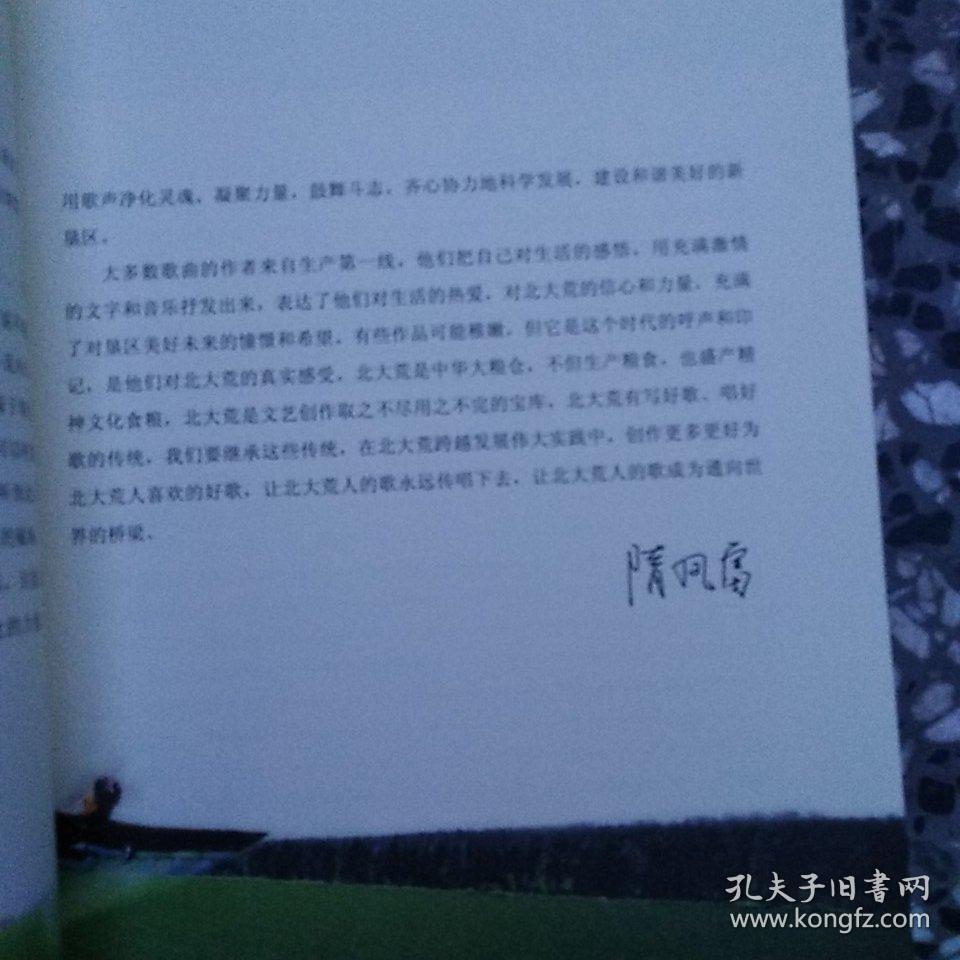 用歌声净化灵魂，凝聚力量，鼓舞斗志，齐心协力地科学发展，建设和谐美好的新
垦区。
大多数歌曲的作者来自生产第一线，他们把自己对生活的感悟，用充满激情
的文字和音乐抒发出来，表达了他们对生活的热爱，对北大荒的信心和力量，充满
了对垦区美好未来的憧憬和希望，有些作品可能稚嫩，但它是这个时代的呼声和印
记，是他们对北大荒的真实感受，北大荒是中华大粮仓，不但生产粮食，也盛产精
神文化食粮，北大荒是文艺创作取之不尽用之不完的宝库，北大荒有写好歌、唱好
歌的传统，我们要继承这些传统，在北大荒跨越发展伟大实践中，创作更多更好为
北大荒人喜欢的好歌，让北大荒人的歌永远传唱下去，让北大荒人的歌成为通向世
界的桥梁。
隋凤富
孔夫子旧書网
www.kongfz.com